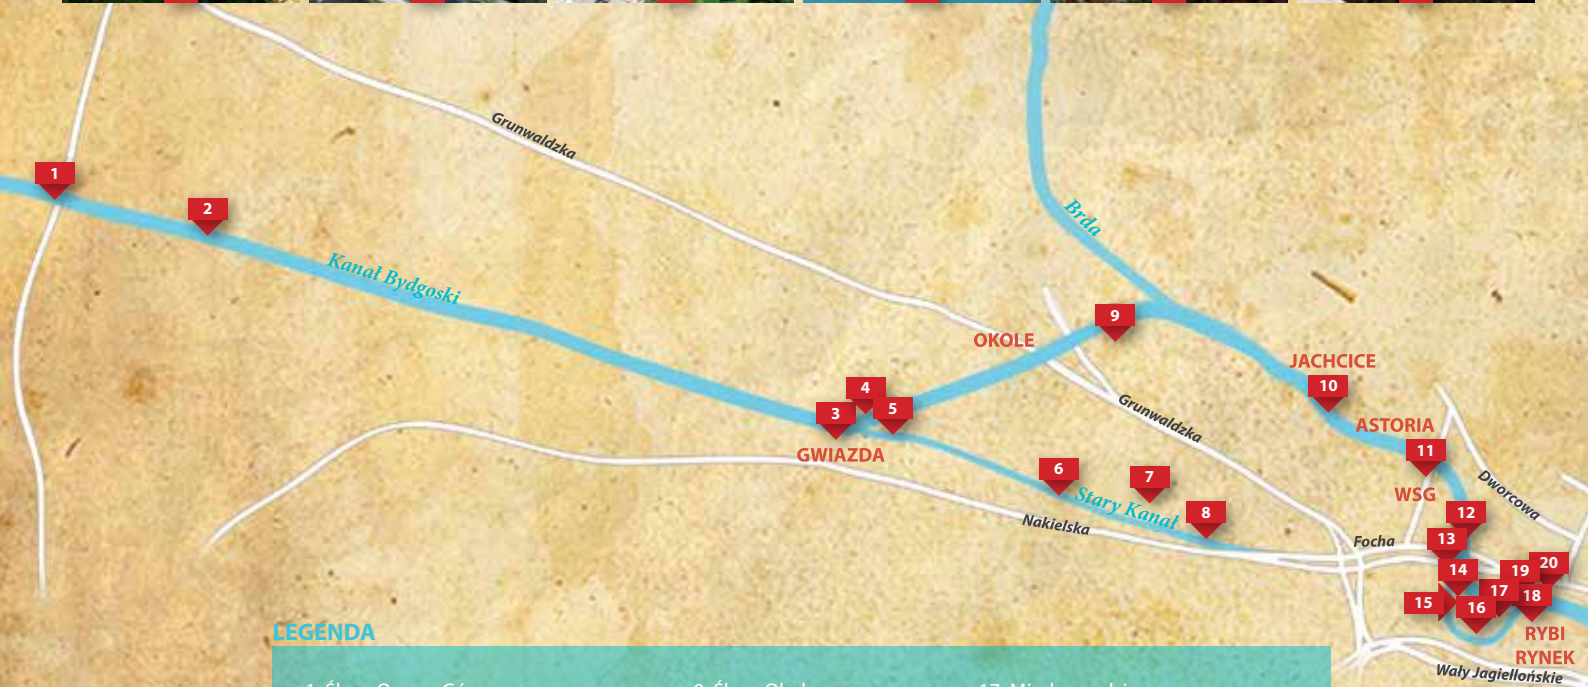 Grunwaldzka
1
2
Brda
Kanał Bydgoski
9
OKOLE
JACHCICE
10
4
3
5
Grunwaldzka
GWIAZDA
ASTORIA
11
6
7
Stary Kanał
8
Nakielska
WSG
Dworcowa
12
Focha
13
14
19
20
15
16
17
18
RYBI
RYNEK
Wały Jagiellońskie
LEGENDA